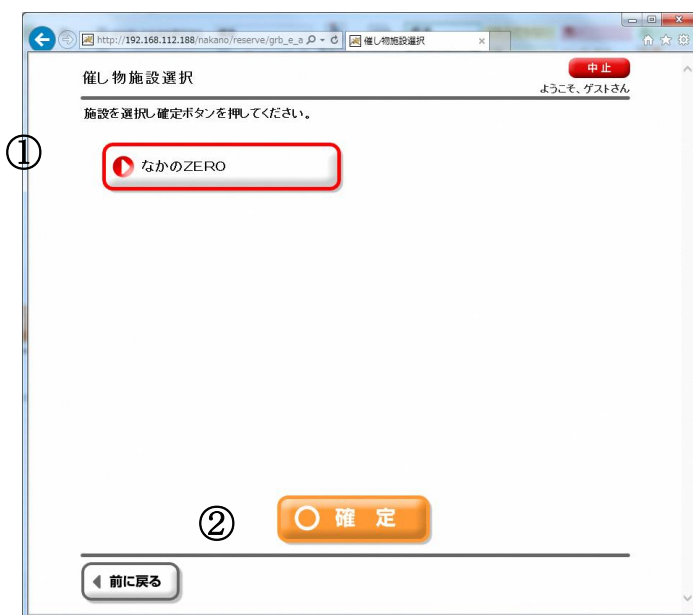 http://192.168.112.188/nakano/reserve/grb_e_a
催し物施設選択
催し物施設選択
中止
ようこそ、ゲストさん
施設を選択し確定ボタンを押してください。
①
なかのZERO
②
確 定
前に戻る